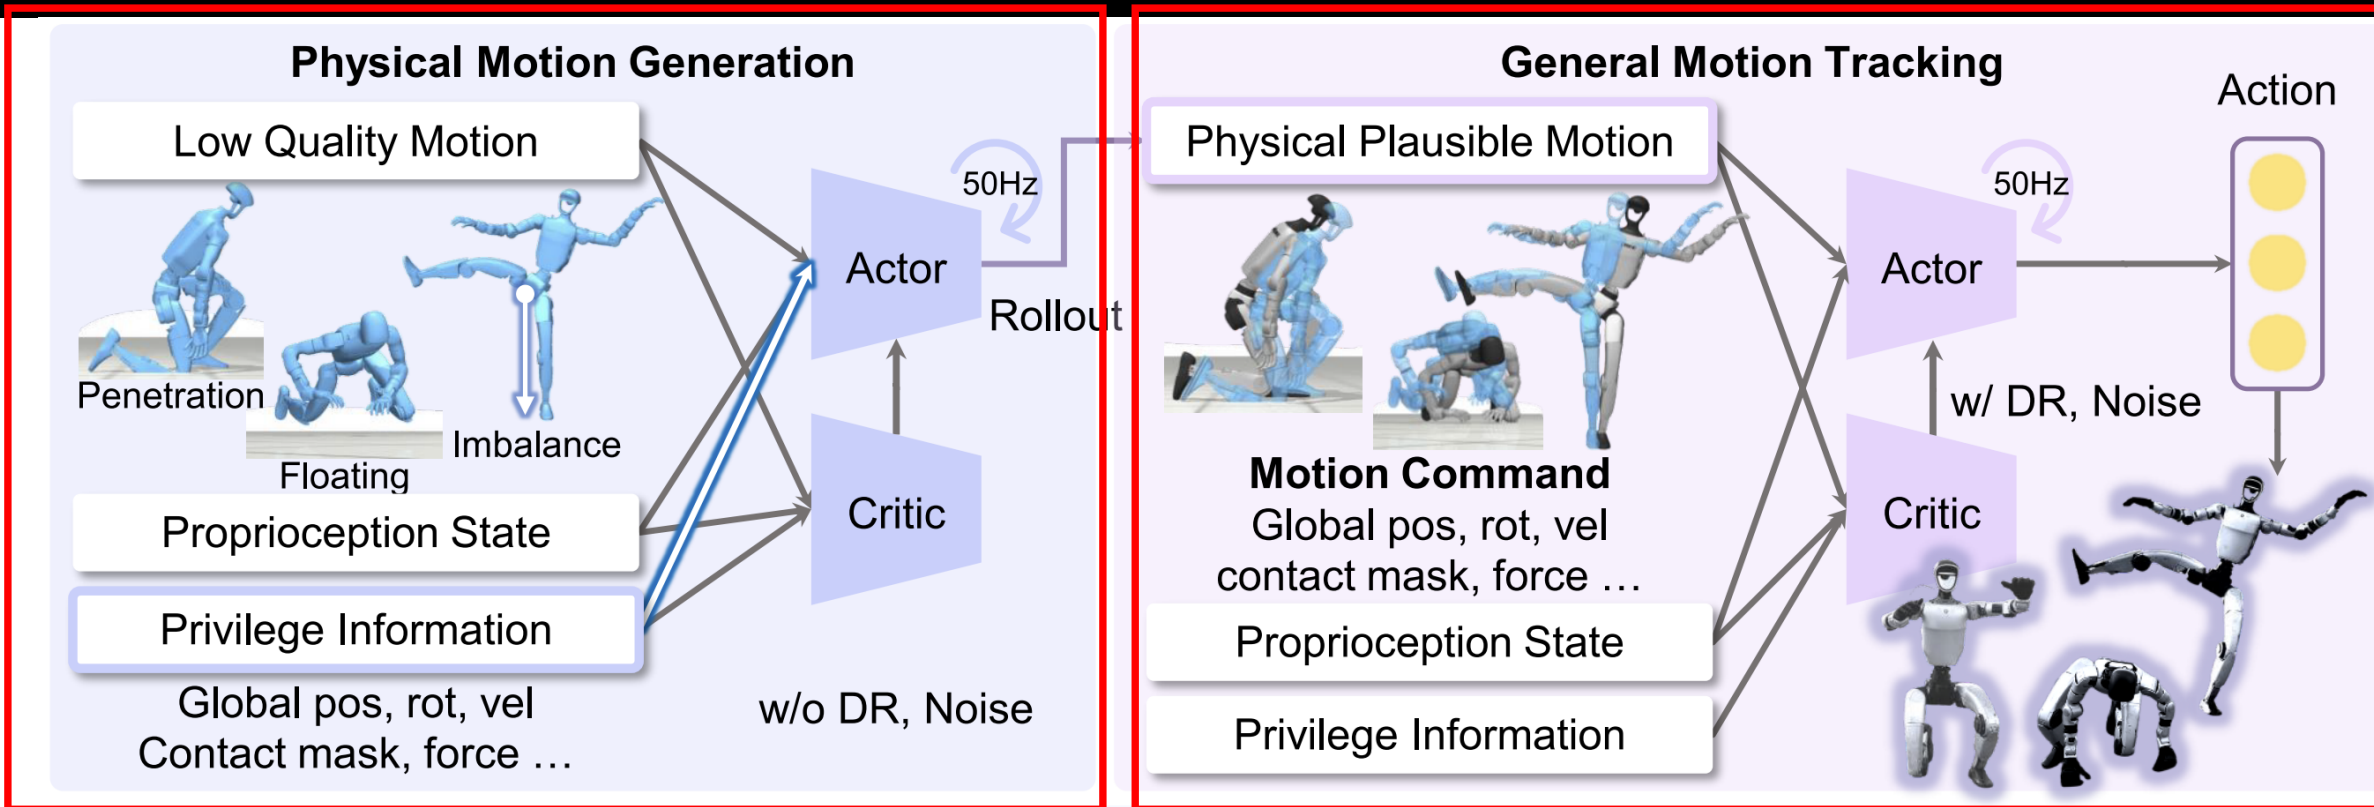 Physical Motion Generation
Low Quality Motion
50Hz
Actor
Rollout
Penetration
Floating
Imbalance
Proprioception State
Critic
Privilege Information
Global pos, rot, vel
Contact mask, force ...
w/o DR, Noise
General Motion Tracking
Action
Physical Plausible Motion
50Hz
Actor
w/ DR, Noise
Motion Command
Global pos, rot, vel
contact mask, force ...
Critic
Proprioception State
Privilege Information